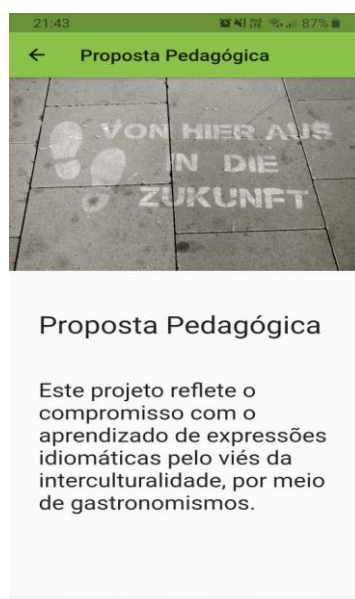 21:43 87%
← Proposta Pedagógica
VON HIER AUS
IN DIE
ZUKUNFT
Proposta Pedagógica
Este projeto reflete o
compromisso com o
aprendizado de expressões
idiomáticas pelo viés da
interculturalidade, por meio
de gastronomismos.